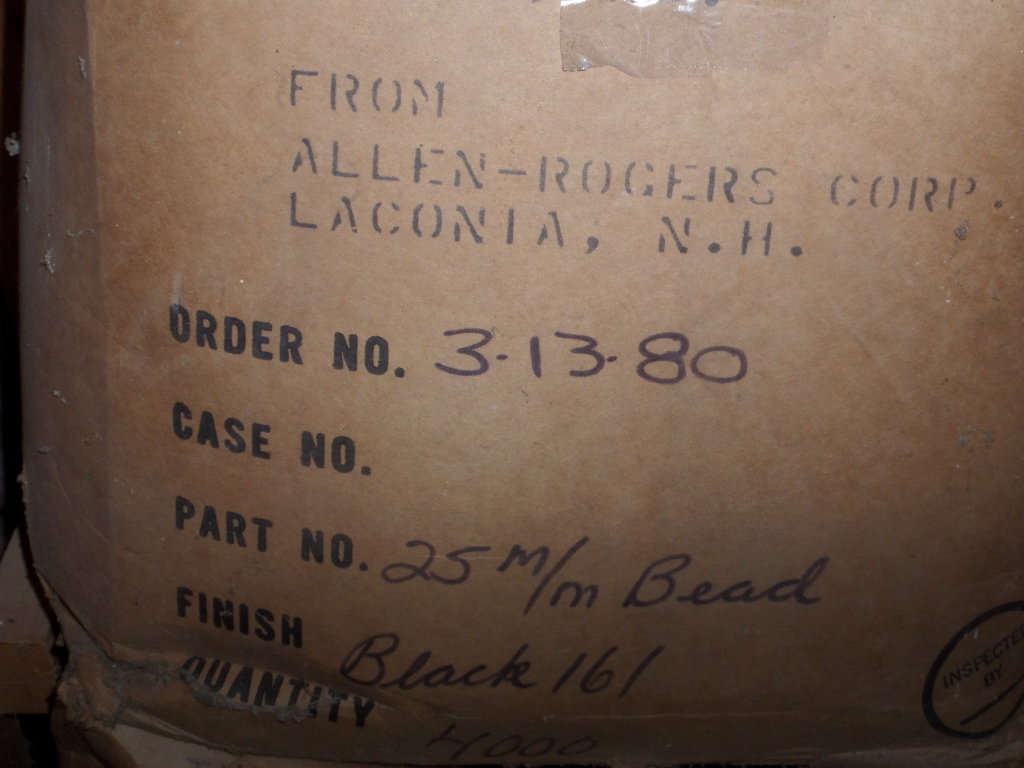 FROM
ALLEN-ROGERS CORP.
LACONIA, N.H.
ORDER NO. 3-13-80
CASE NO.
PART NO. 25 m/m Bead
FINISH Black 161
QUANTITY 4000
INSPECTED
BY